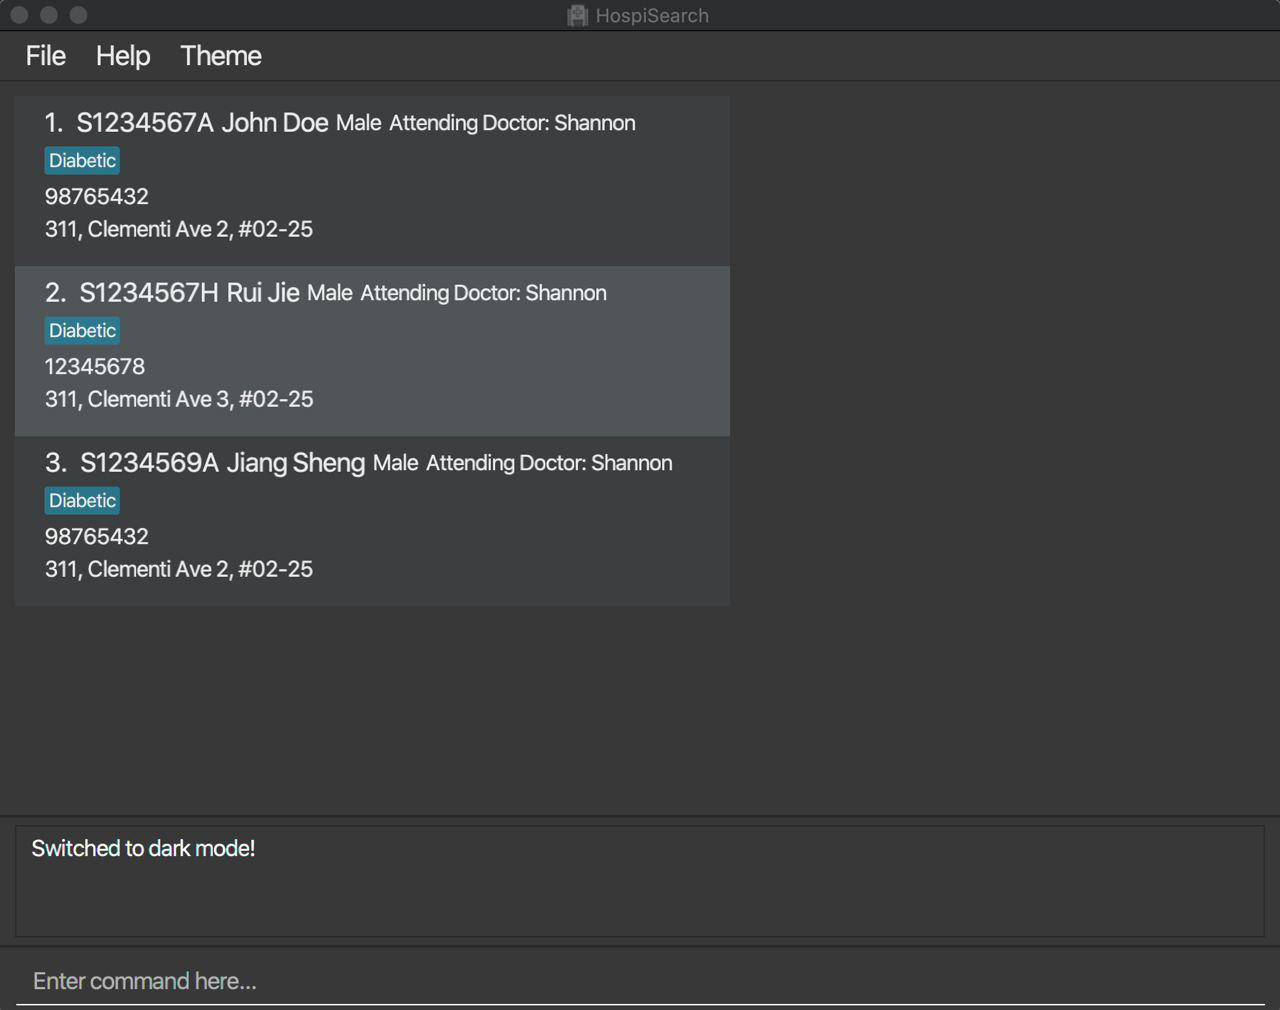 HospiSearch
File Help Theme
1. S1234567A John Doe Male Attending Doctor: Shannon
Diabetic
98765432
311, Clementi Ave 2, #02-25
2. S1234567H Rui Jie Male Attending Doctor: Shannon
Diabetic
12345678
311, Clementi Ave 3, #02-25
3. S1234569A Jiang Sheng Male Attending Doctor: Shannon
Diabetic
98765432
311, Clementi Ave 2, #02-25
Switched to dark mode!
Enter command here...